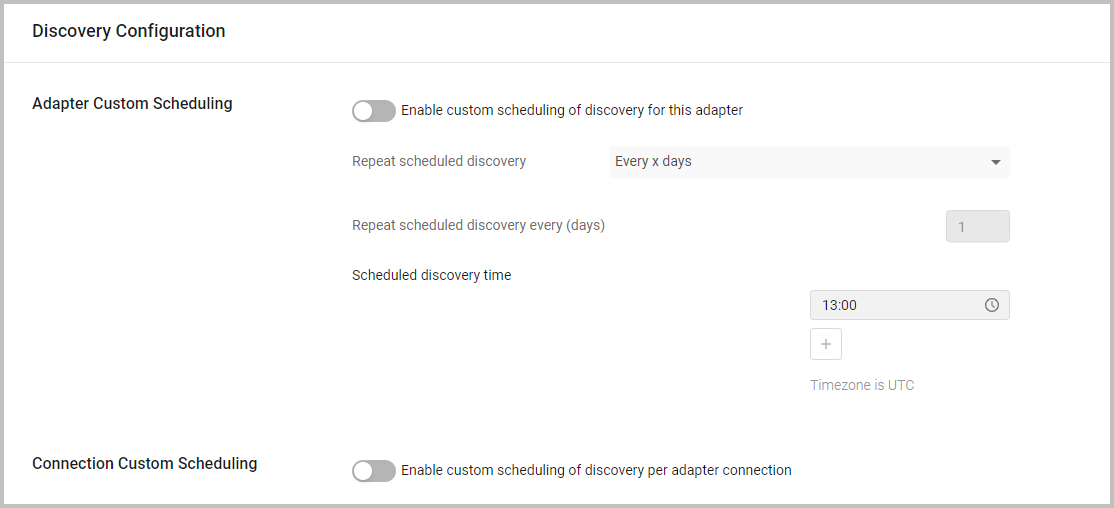 Discovery Configuration
Adapter Custom Scheduling
Enable custom scheduling of discovery for this adapter
Repeat scheduled discovery
Every x days
Repeat scheduled discovery every (days)
1
Scheduled discovery time
13:00
+
Timezone is UTC
Connection Custom Scheduling
Enable custom scheduling of discovery per adapter connection